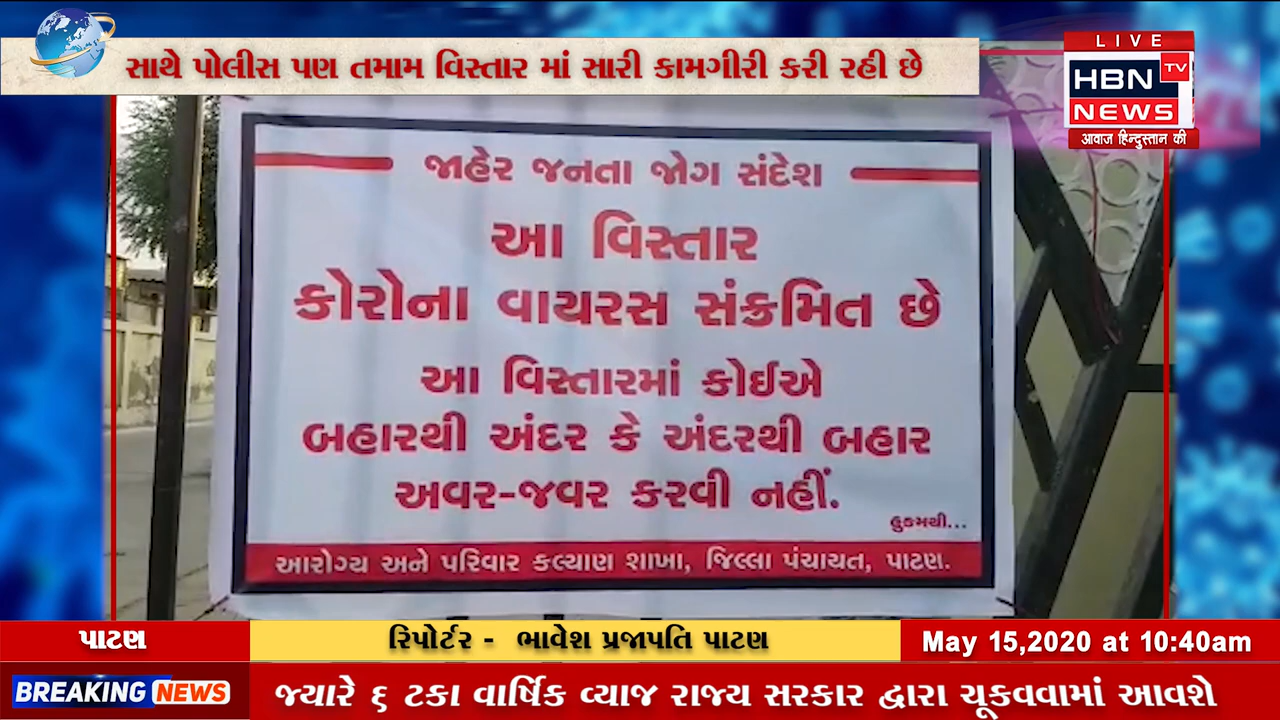 સાથે પોલીસ પણ તમામ વિસ્તાર માં સારી કામગીરી કરી રહી છે
LIVE
HBN TV
NEWS
आवाज हिन्दुस्तान की
જાહેર જનતા જોગ સંદેશ
આ વિસ્તાર
કોરોના વાયરસ સંક્રમિત છે
આ વિસ્તારમાં કોઈએ
બહારથી અંદર કે અંદરથી બહાર
અવર-જવર કરવી નહીં.
હુકમથી...
આરોગ્ય અને પરિવાર કલ્યાણ શાખા, જિલ્લા પંચાયત, પાટણ.
પાટણ
રિપોર્ટર - ભાવેશ પ્રજાપતિ પાટણ
May 15,2020 at 10:40am
BREAKING NEWS
જ્યારે ૬ ટકા વાર્ષિક વ્યાજ રાજ્ય સરકાર દ્વારા ચૂકવવામાં આવશે